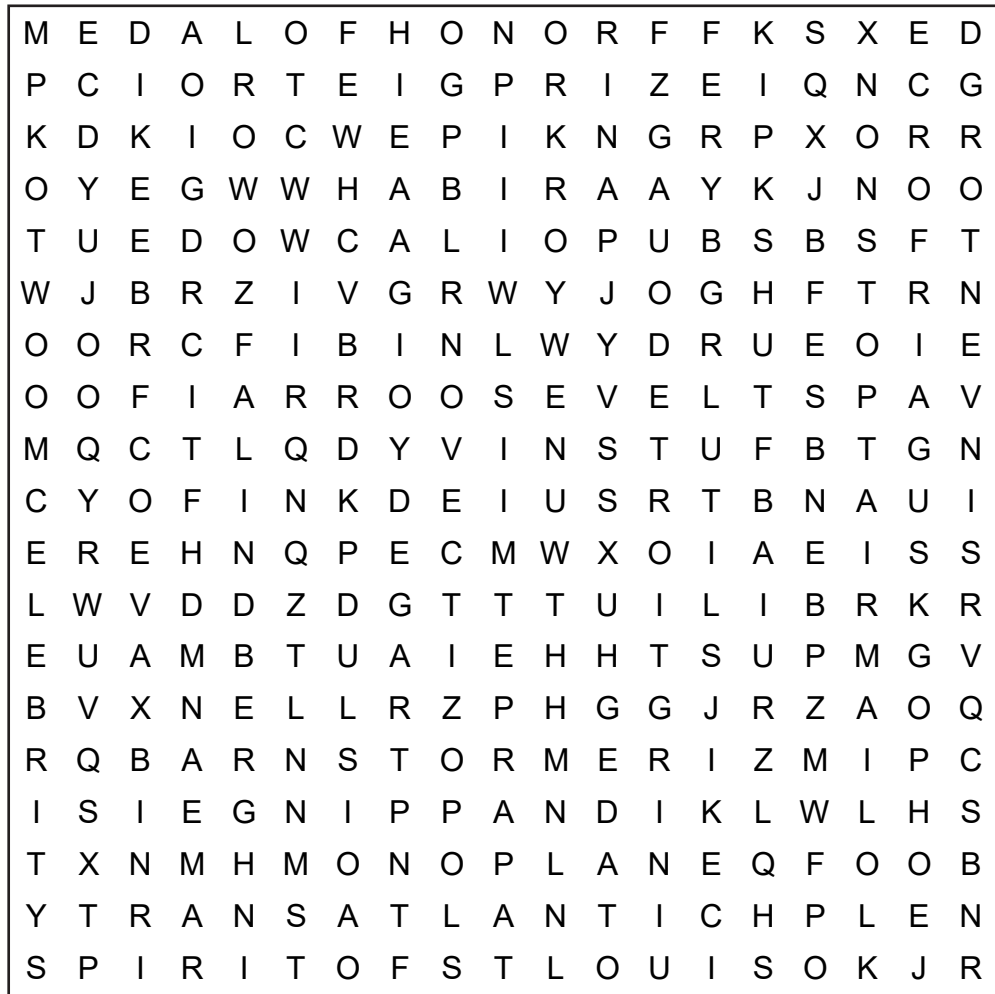 M E D A L O F H O N O R F F K S X E D
P C I O R T E I G P R I Z E I Q N C G
K D K I O C W E P I K N G R P X O R R
O Y E G W W H A B I R A A Y K J N O O
T U E D O W C A L I O P U B S B S F T
W J B R Z I V G R W Y J O G H F T R N
O O R C F I B I N L W Y D R U E O I E
O O F I A R R O O S E V E L T S P A V
M Q C T L Q D Y V I N S T U F B T G N
C Y O F I N K D E I U S R T B N A U I
E R E H N Q P E C M W X O I A E I S S
L W V D D Z D G T T T U I L I B R K R
E U A M B T U A I E H H T S U P M G V
B V X N E L L R Z P H G G J R Z A O Q
R Q B A R N S T O R M E R I Z M I P C
I S I E G N I P P A N D I K L W L H S
T X N M H M O N O P L A N E Q F O O B
Y T R A N S A T L A N T I C H P L E N
S P I R I T O F S T L O U I S O K J R